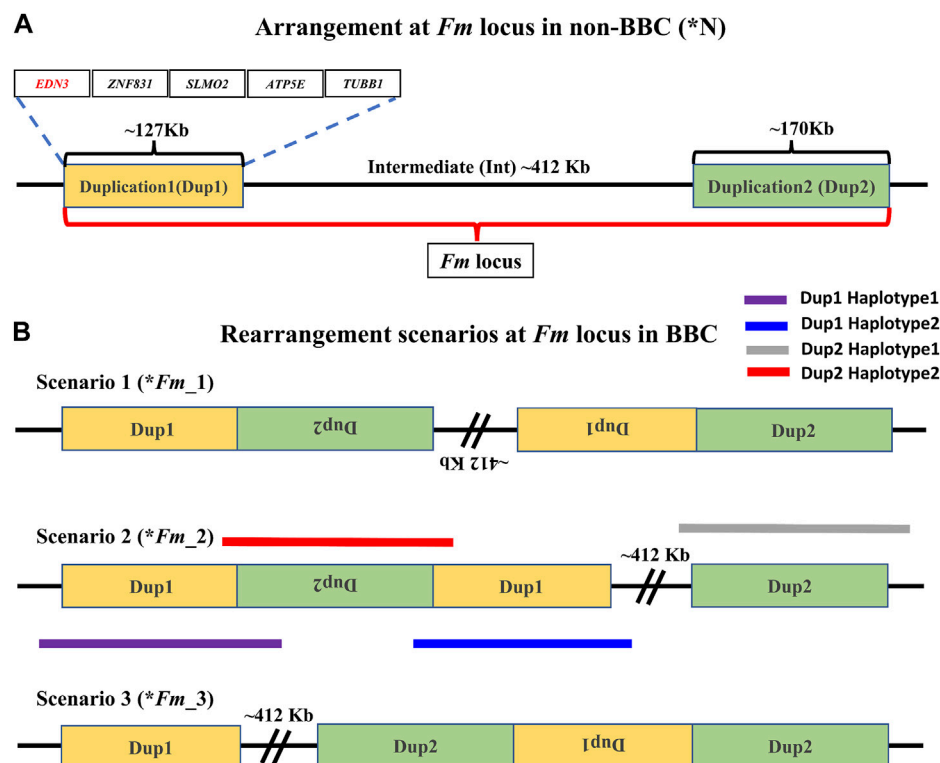 A
Arrangement at Fm locus in non-BBC (*N)
EDN3 ZNF831 SLMO2 ATP5E TUBB1
~127Kb
~170Kb
Intermediate (Int) ~412 Kb
Duplication1(Dup1)
Duplication2 (Dup2)
Fm locus
Dup1 Haplotype1
Dup1 Haplotype2
Dup2 Haplotype1
Dup2 Haplotype2
B
Rearrangement scenarios at Fm locus in BBC
Scenario 1 (*Fm_1)
Dup1 Dup2 Dup1 Dup2
~412 Kb
Scenario 2 (*Fm_2)
~412 Kb
Dup1 Dup2 Dup1 Dup2
Scenario 3 (*Fm_3)
~412 Kb
Dup1 Dup2 Dup1 Dup2